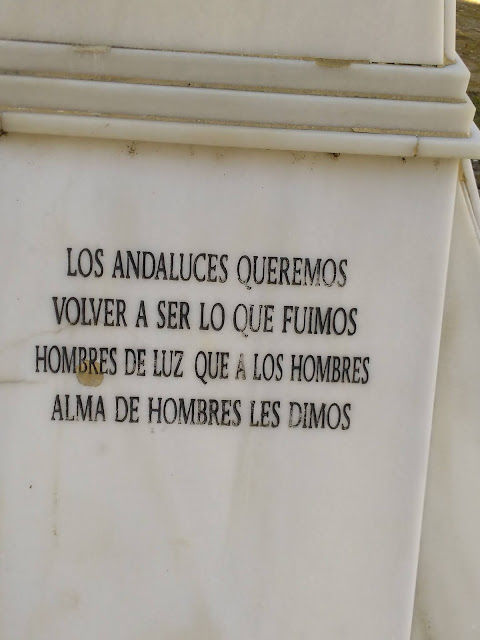 LOS ANDALUCES QUEREMOS
VOLVER A SER LO QUE FUIMOS
HOMBRES DE LUZ QUE A LOS HOMBRES
ALMA DE HOMBRES LES DIMOS